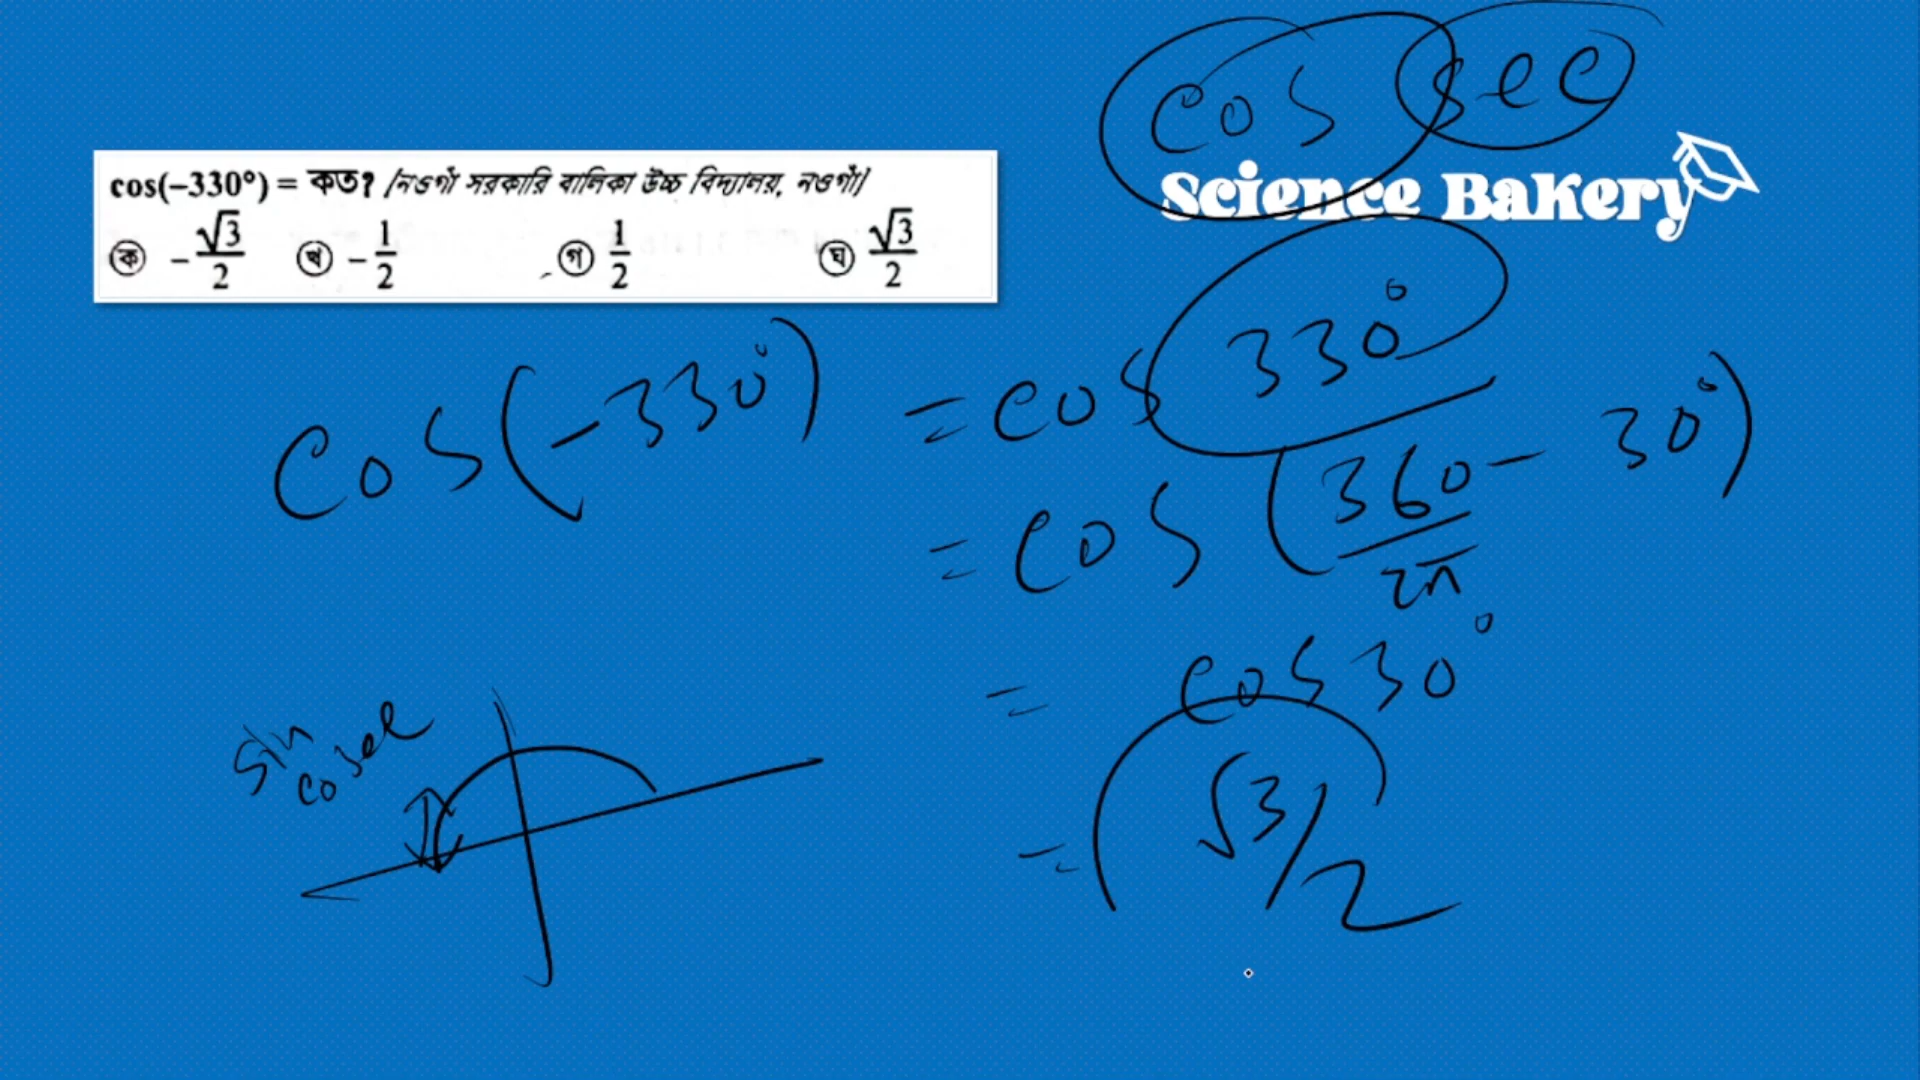 cos sec
Science Bakery
cos(–330°) = কত? [নওগাঁ সরকারি বালিকা উচ্চ বিদ্যালয়, নওগাঁ]
ক -√3/2 খ -1/2 গ 1/2 ঘ √3/2
cos(-330°) = cos 330°
= cos (360 - 30°)
2π
= cos 30°
sin
cosec
= √3/2